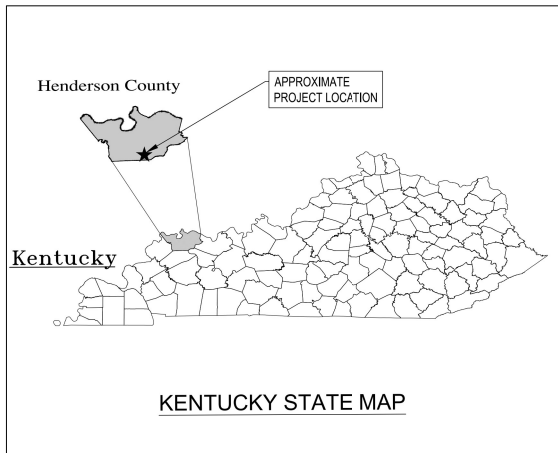 Henderson County
APPROXIMATE
PROJECT LOCATION
Kentucky
KENTUCKY STATE MAP